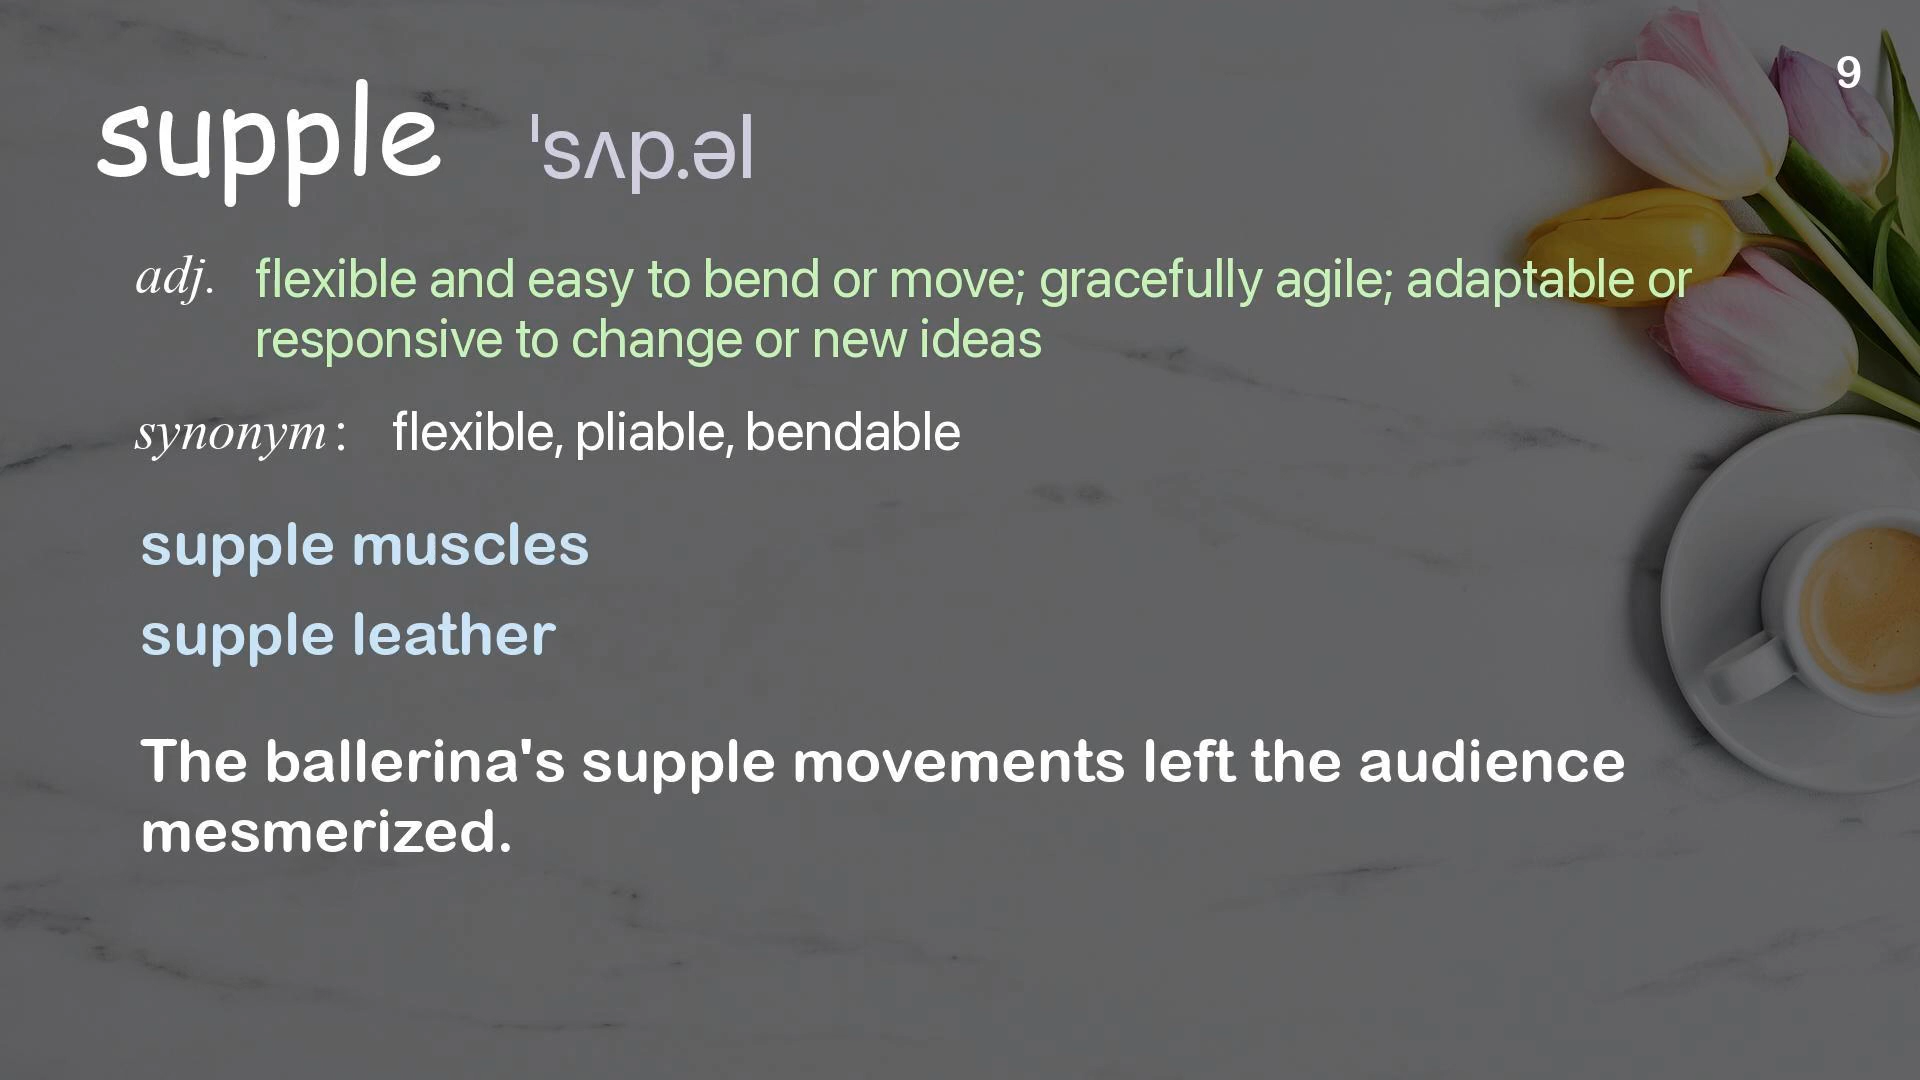 9
supple ˈsʌp.əl
adj. flexible and easy to bend or move; gracefully agile; adaptable or
responsive to change or new ideas
synonym: flexible, pliable, bendable
supple muscles
supple leather
The ballerina's supple movements left the audience
mesmerized.